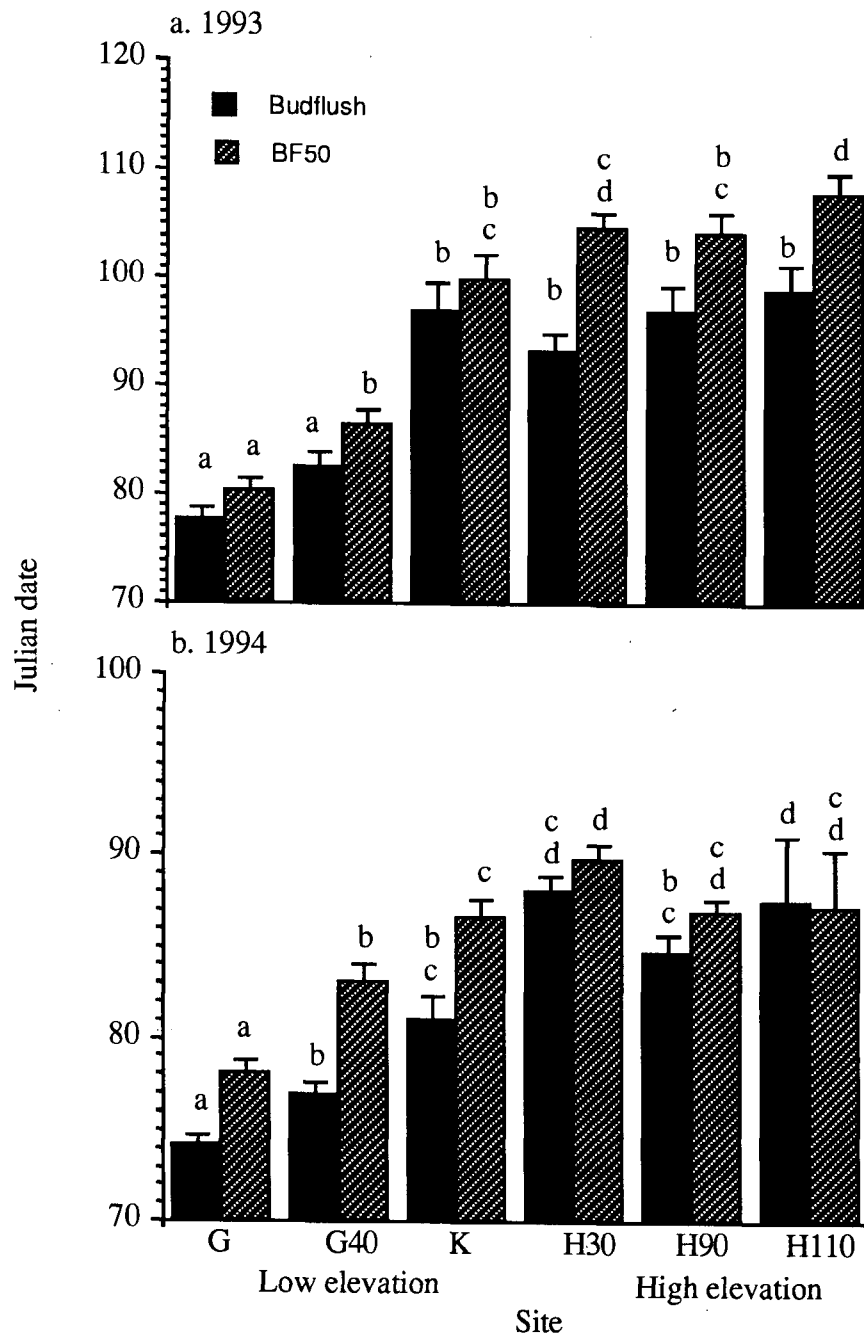 a. 1993
120
110
100
90
80
70
Budflush
BF50
a a a b b b c b c d b b c b d
Julian date
b. 1994
100
90
80
70
a a b b b c c c d d b c c d d c d
G G40 K H30 H90 H110
Low elevation High elevation
Site